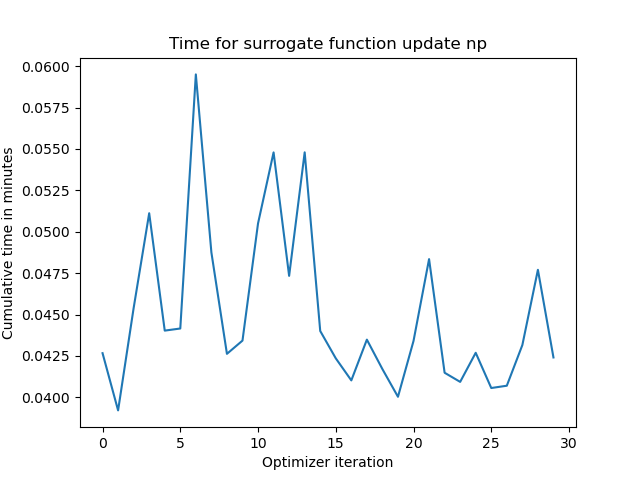 Time for surrogate function update np
0.0600
0.0575
0.0550
0.0525
0.0500
0.0475
0.0450
0.0425
0.0400
Cumulative time in minutes
0 5 10 15 20 25 30
Optimizer iteration